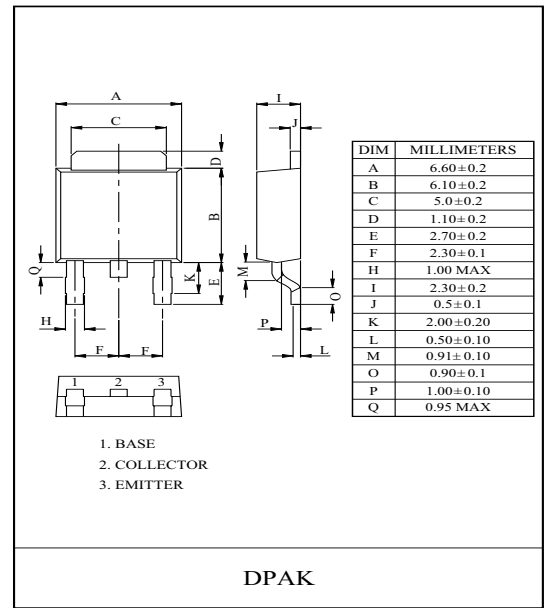 A
C
D
B
Q
K
E
H
F F
1 2 3
I
J
M
O
P
L
DIM MILLIMETERS
A 6.60±0.2
B 6.10±0.2
C 5.0±0.2
D 1.10±0.2
E 2.70±0.2
F 2.30±0.1
H 1.00 MAX
I 2.30±0.2
J 0.5±0.1
K 2.00±0.20
L 0.50±0.10
M 0.91±0.10
O 0.90±0.1
P 1.00±0.10
Q 0.95 MAX
1. BASE
2. COLLECTOR
3. EMITTER
DPAK